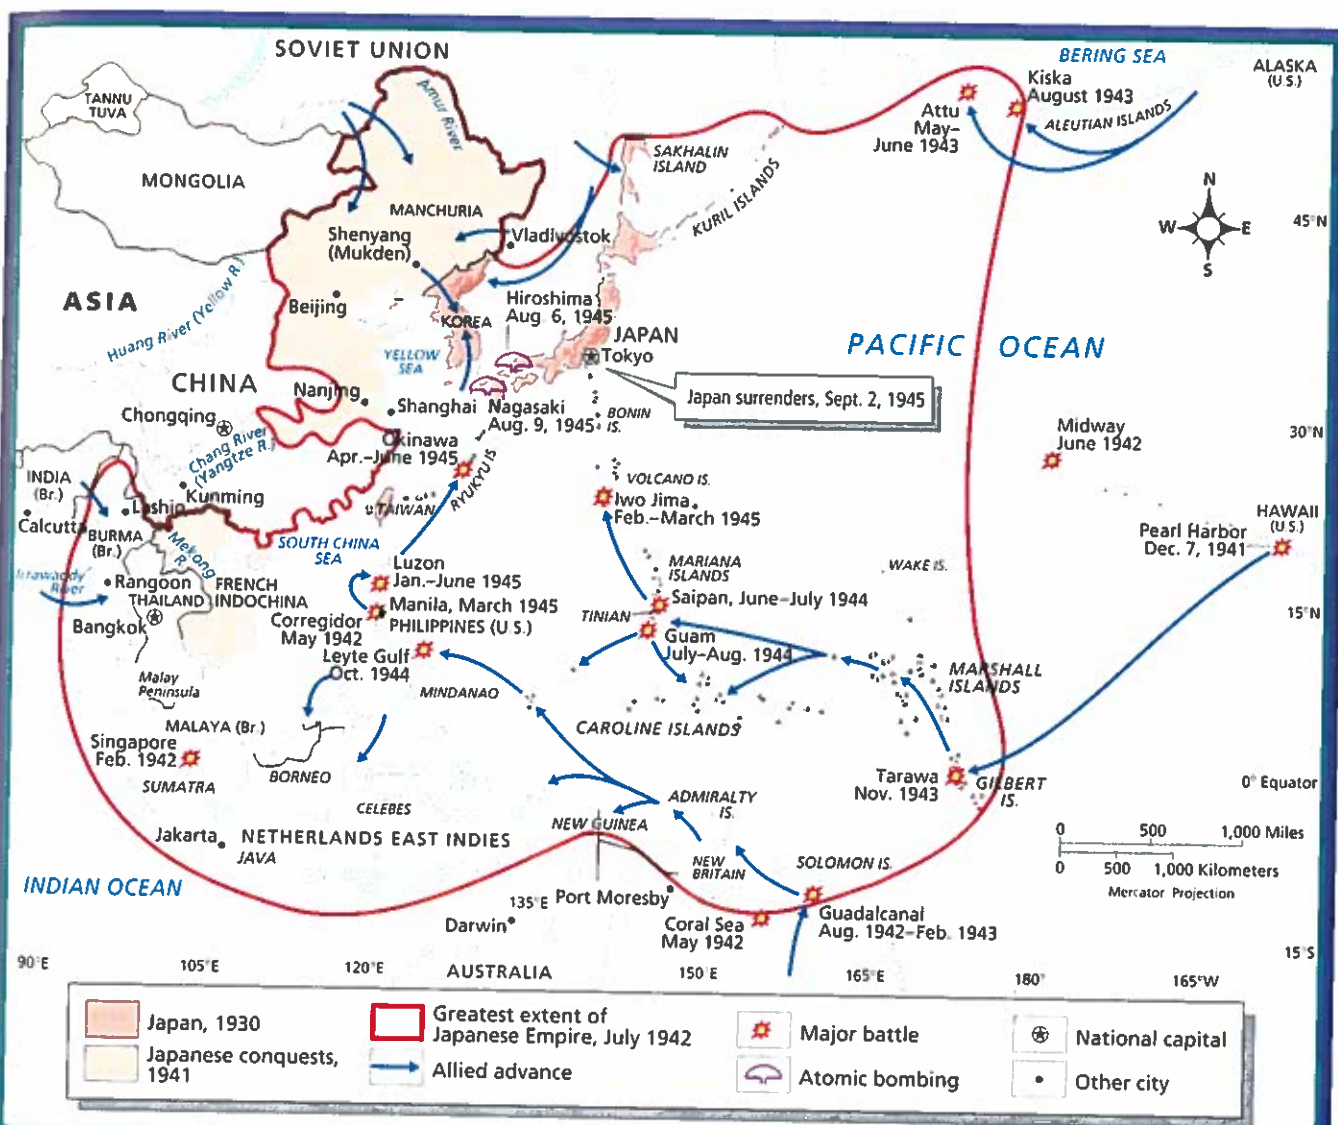 SOVIET UNION
BERING SEA
ALASKA
(U.S.)
TANNU
TUVA
Amur River
Kiska
August 1943
Attu
May–
June 1943
ALEUTIAN ISLANDS
MONGOLIA
SAKHALIN
ISLAND
KURIL ISLANDS
N
W
E
S
45°N
MANCHURIA
Shenyang
(Mukden)
Vladivostok
ASIA
Huang River (Yellow R.)
Beijing
Hiroshima
Aug. 6, 1945
KOREA
JAPAN
Tokyo
PACIFIC OCEAN
YELLOW
SEA
CHINA
Nanjing
Shanghai
Japan surrenders, Sept. 2, 1945
Chongqing
Nagasaki
Aug. 9, 1945
BONIN
IS.
Chang River
(Yangtze R.)
Okinawa
Apr.–June 1945
RYUKYU IS
Midway
June 1942
30°N
INDIA
(Br.)
Kunming
Lashio
VOLCANO IS.
Iwo Jima
Feb.–March 1945
TAIWAN
Calcutta
BURMA
(Br.)
Mekong
R.
SOUTH CHINA
SEA
HAWAII
(U.S.)
Pearl Harbor
Dec. 7, 1941
Irrawaddy
River
Rangoon
THAILAND
FRENCH
INDOCHINA
Bangkok
Luzon
Jan.–June 1945
Manila, March 1945
PHILIPPINES (U.S.)
Corregidor
May 1942
MARIANA
ISLANDS
WAKE IS.
Saipan, June–July 1944
TINIAN
Guam
July–Aug. 1944
15°N
Leyte Gulf
Oct. 1944
MINDANAO
MARSHALL
ISLANDS
Malay
Peninsula
MALAYA (Br.)
CAROLINE ISLANDS
Singapore
Feb. 1942
SUMATRA
BORNEO
CELEBES
ADMIRALTY
IS.
Tarawa
Nov. 1943
GILBERT
IS.
0° Equator
NEW GUINEA
Jakarta
NETHERLANDS EAST INDIES
JAVA
NEW
BRITAIN
SOLOMON IS.
0 500 1,000 Miles
0 500 1,000 Kilometers
Mercator Projection
INDIAN OCEAN
135°E
Port Moresby
Darwin
Coral Sea
May 1942
Guadalcanal
Aug. 1942–Feb. 1943
15°S
90°E
105°E
120°E
AUSTRALIA
150°E
165°E
180°
165°W
Japan, 1930
Japanese conquests,
1941
Greatest extent of
Japanese Empire, July 1942
Allied advance
Major battle
Atomic bombing
National capital
Other city